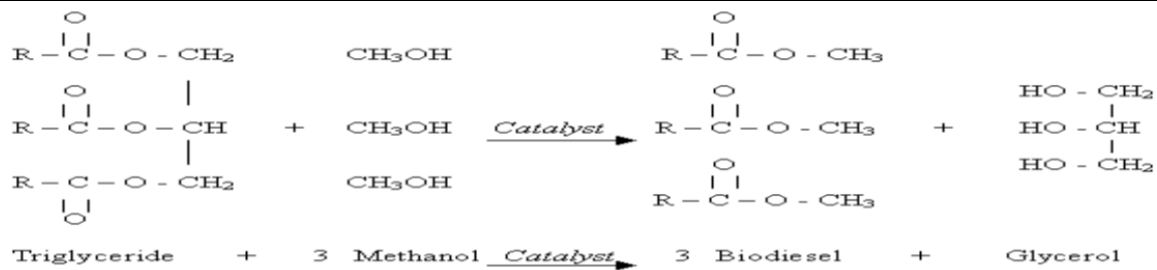 O O
R – C – O - CH₂ CH₃OH R – C – O - CH₃
O O HO - CH₂
R – C – O – CH + CH₃OH Catalyst R – C – O - CH₃ + HO - CH
O HO - CH₂
R – C – O - CH₂ CH₃OH R – C – O - CH₃
O
Triglyceride + 3 Methanol Catalyst 3 Biodiesel + Glycerol